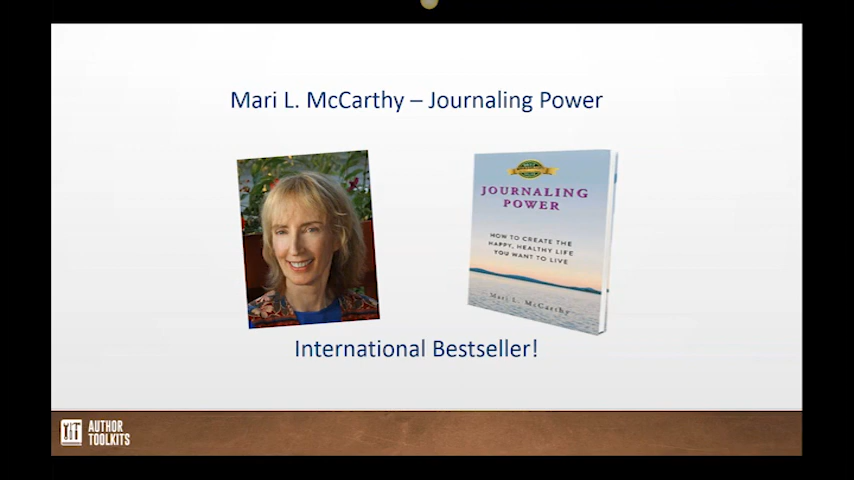 Mari L. McCarthy – Journaling Power
JOURNALING
POWER
HOW TO CREATE THE
HAPPY, HEALTHY LIFE
YOU WANT TO LIVE
Mari L. McCarthy
International Bestseller!
AUTHOR
TOOLKITS